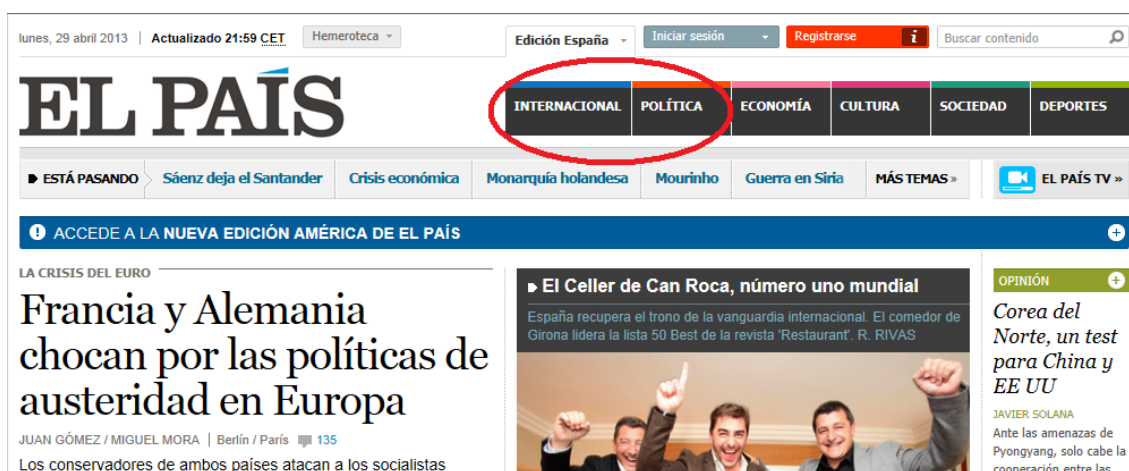 lunes, 29 abril 2013 | Actualizado 21:59 CET
Hemeroteca
Edición España
Iniciar sesión
Registrarse i
Buscar contenido
EL PAÍS
INTERNACIONAL
POLÍTICA
ECONOMÍA
CULTURA
SOCIEDAD
DEPORTES
ESTÁ PASANDO
Sáenz deja el Santander
Crisis económica
Monarquía holandesa
Mourinho
Guerra en Siria
MÁS TEMAS »
EL PAÍS TV »
ACCEDE A LA NUEVA EDICIÓN AMÉRICA DE EL PAÍS
LA CRISIS DEL EURO
Francia y Alemania
chocan por las políticas de
austeridad en Europa
JUAN GÓMEZ / MIGUEL MORA | Berlín / París 135
Los conservadores de ambos países atacan a los socialistas
El Celler de Can Roca, número uno mundial
España recupera el trono de la vanguardia internacional. El comedor de
Girona lidera la lista 50 Best de la revista 'Restaurant'. R. RIVAS
OPINIÓN
Corea del
Norte, un test
para China y
EE UU
JAVIER SOLANA
Ante las amenazas de
Pyongyang, solo cabe la
cooperación entre las